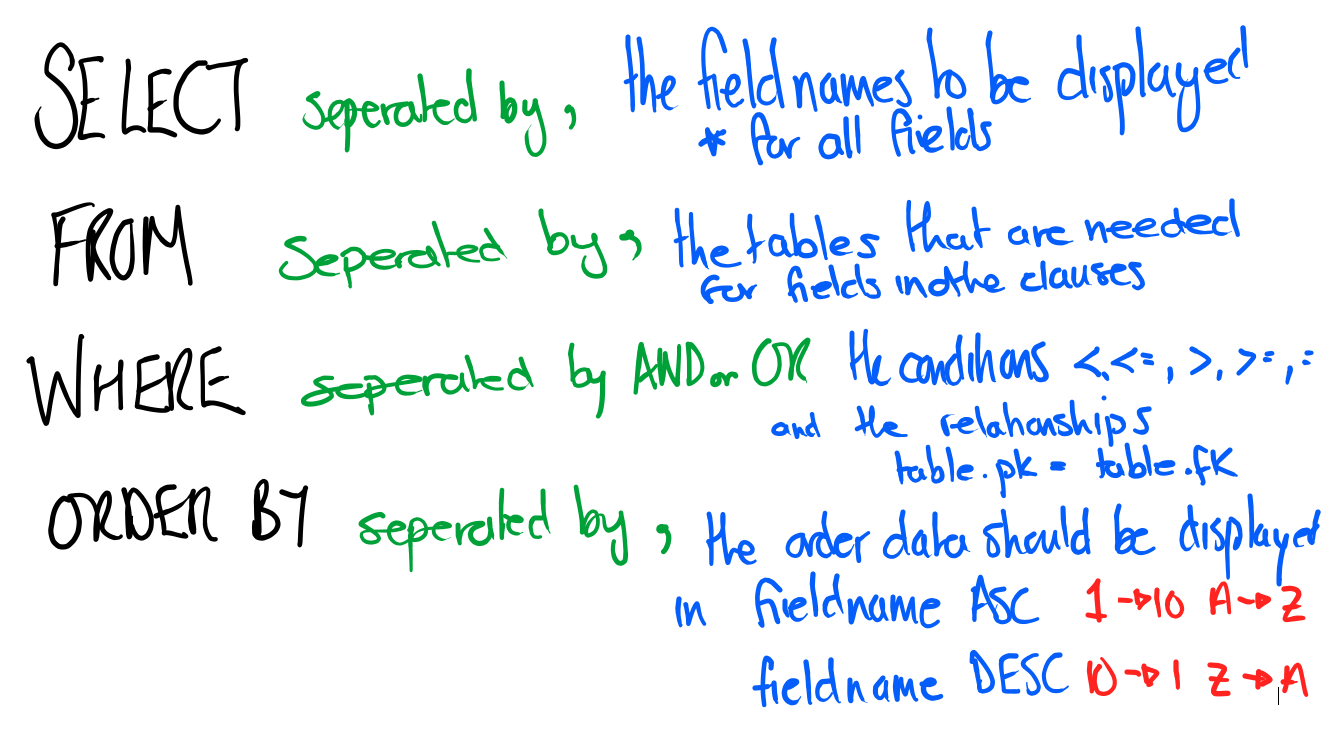 SELECT seperated by , the fieldnames to be displayed
* for all fields
FROM Seperated by , the tables that are needed
for fields in the clauses
WHERE seperated by AND or OR the conditions <, <=, >, >=, =
and the relationships
table.pk = table.fk
ORDER BY seperated by , the order data should be displayed
in fieldname ASC 1→10 A→Z
fieldname DESC 10→1 Z→A